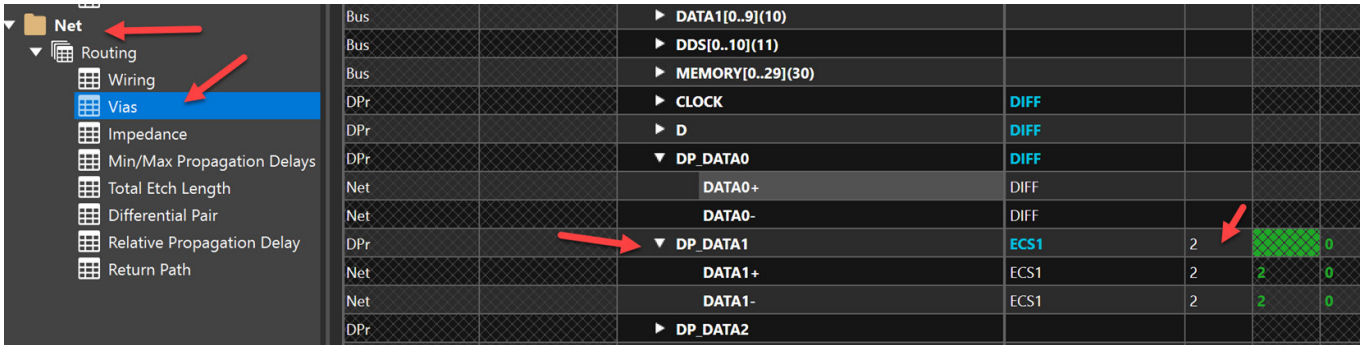 Net
Routing
Wiring
Vias
Impedance
Min/Max Propagation Delays
Total Etch Length
Differential Pair
Relative Propagation Delay
Return Path
Bus DATA1[0..9](10)
Bus DDS[0..10](11)
Bus MEMORY[0..29](30)
DPr CLOCK DIFF
DPr D DIFF
DPr DP_DATA0 DIFF
Net DATA0+ DIFF
Net DATA0- DIFF
DPr DP_DATA1 ECS1 2 0
Net DATA1+ ECS1 2 2 0
Net DATA1- ECS1 2 2 0
DPr DP_DATA2